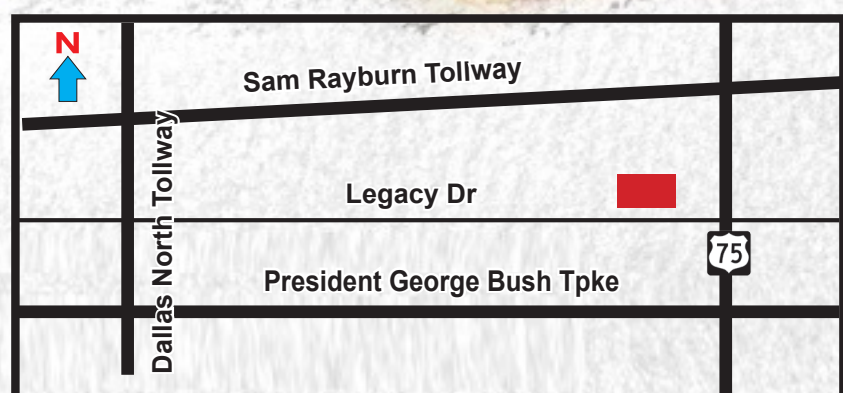 N
Sam Rayburn Tollway
Dallas North Tollway
Legacy Dr
75
President George Bush Tpke